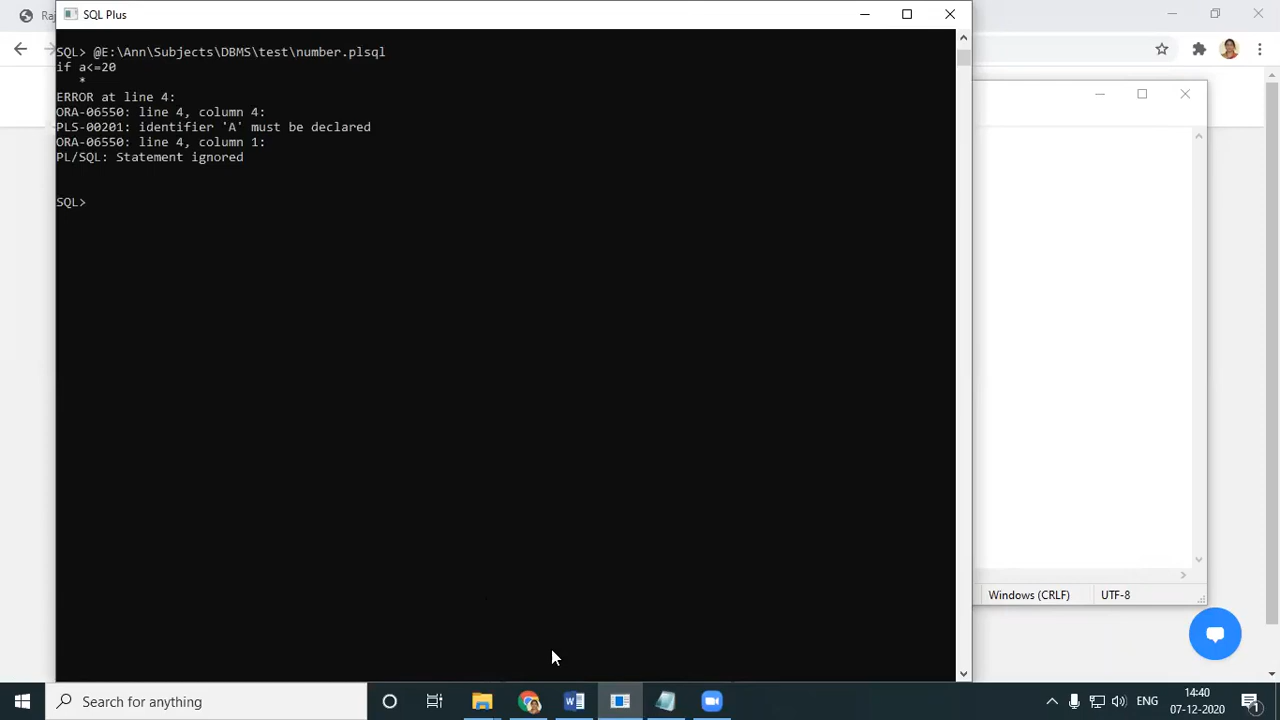 Ra
SQL Plus
SQL> @E:\Ann\Subjects\DBMS\test\number.plsql
if a<=20
*
ERROR at line 4:
ORA-06550: line 4, column 4:
PLS-00201: identifier 'A' must be declared
ORA-06550: line 4, column 1:
PL/SQL: Statement ignored
SQL>
Windows (CRLF)
UTF-8
Search for anything
ENG
14:40
07-12-2020
1